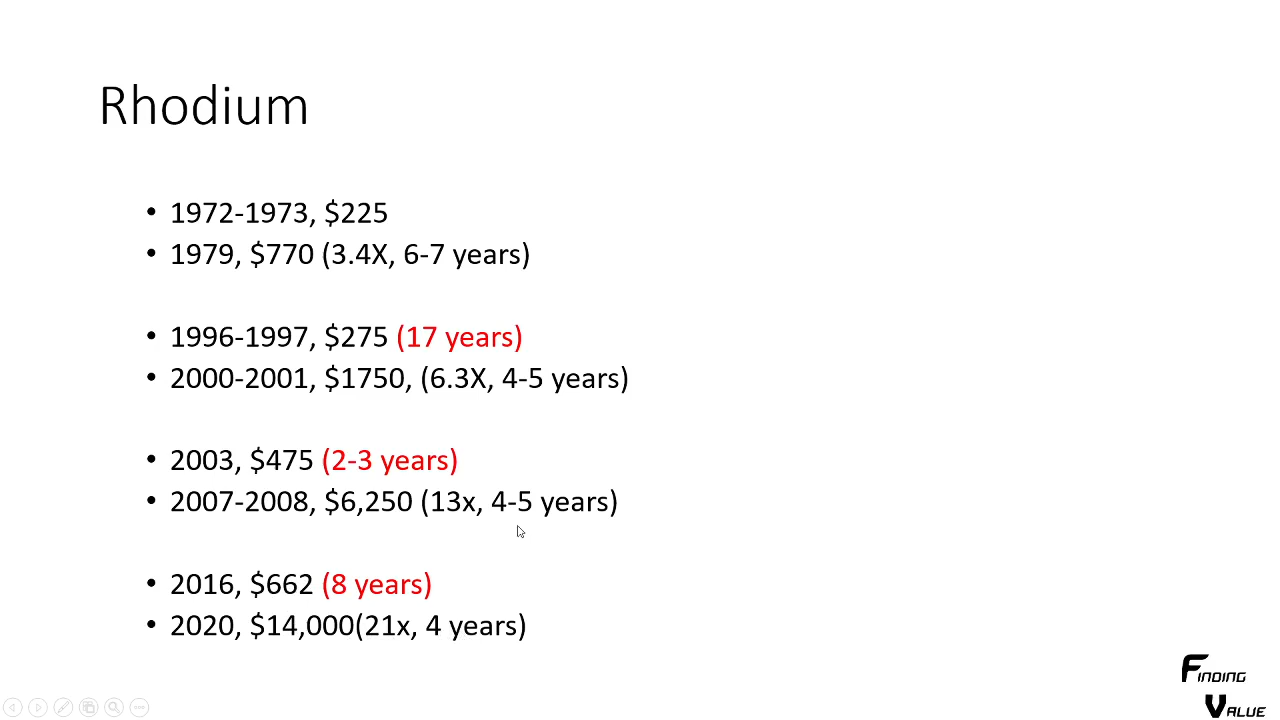 Rhodium
• 1972-1973, $225
• 1979, $770 (3.4X, 6-7 years)
• 1996-1997, $275 (17 years)
• 2000-2001, $1750, (6.3X, 4-5 years)
• 2003, $475 (2-3 years)
• 2007-2008, $6,250 (13x, 4-5 years)
• 2016, $662 (8 years)
• 2020, $14,000(21x, 4 years)
FINDING
VALUE